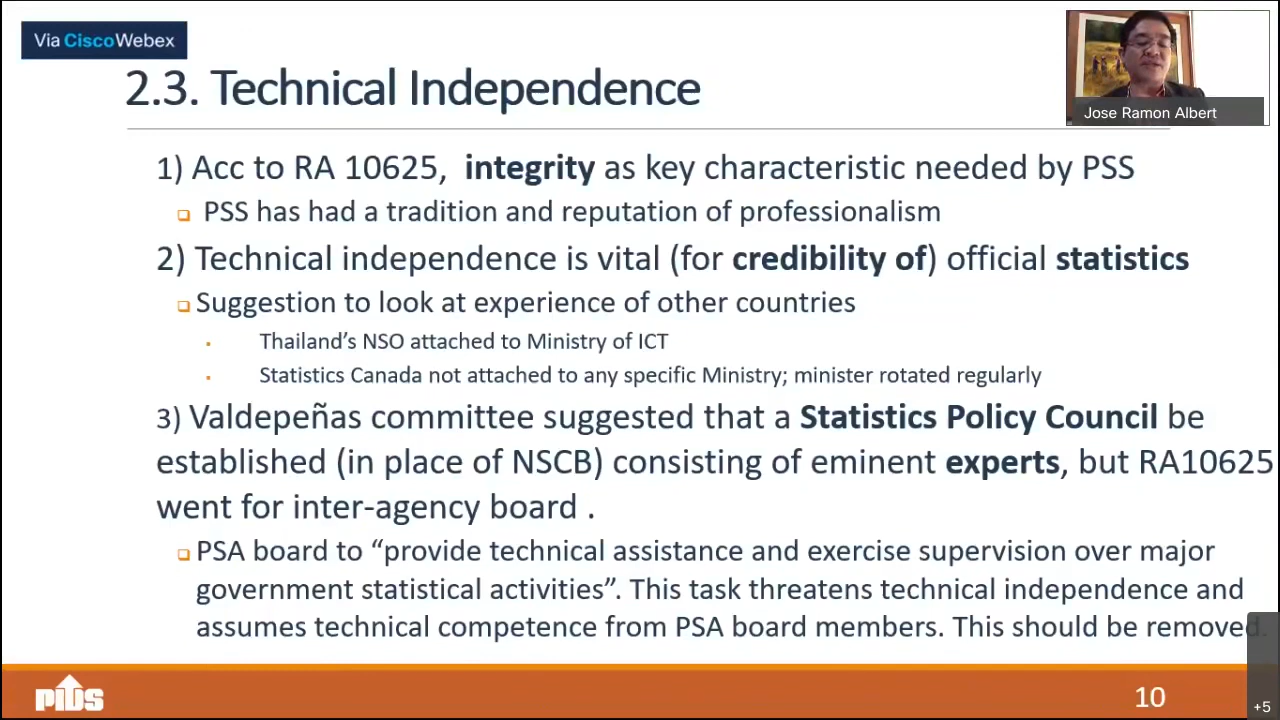 Via CiscoWebex
Jose Ramon Albert
2.3. Technical Independence
1) Acc to RA 10625, integrity as key characteristic needed by PSS
PSS has had a tradition and reputation of professionalism
2) Technical independence is vital (for credibility of) official statistics
Suggestion to look at experience of other countries
Thailand's NSO attached to Ministry of ICT
Statistics Canada not attached to any specific Ministry; minister rotated regularly
3) Valdepeñas committee suggested that a Statistics Policy Council be
established (in place of NSCB) consisting of eminent experts, but RA10625
went for inter-agency board .
PSA board to “provide technical assistance and exercise supervision over major
government statistical activities”. This task threatens technical independence and
assumes technical competence from PSA board members. This should be removed.
PIDS
10
+5